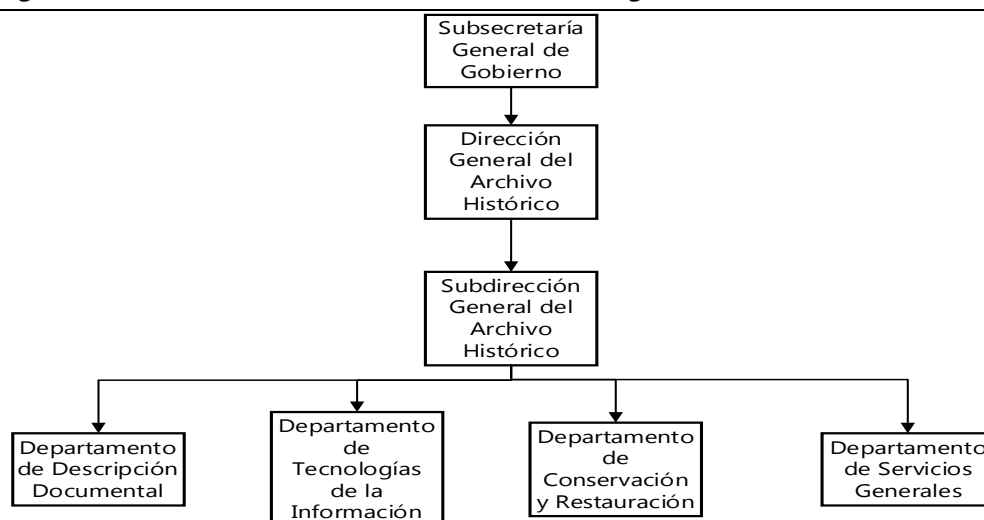 Subsecretaría
General de
Gobierno
Dirección
General del
Archivo
Histórico
Subdirección
General del
Archivo
Histórico
Departamento
de Descripción
Documental
Departamento
de
Tecnologías
de la
Información
Departamento
de
Conservación
y Restauración
Departamento
de Servicios
Generales